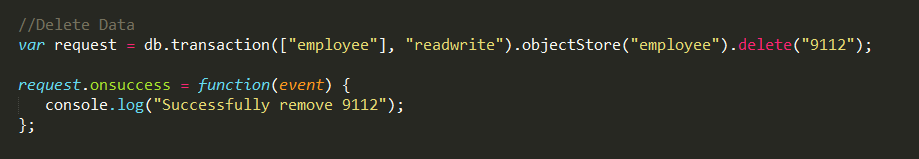 //Delete Data
var request = db.transaction(["employee"], "readwrite").objectStore("employee").delete("9112");
request.onsuccess = function(event) {
console.log("Successfully remove 9112");
};